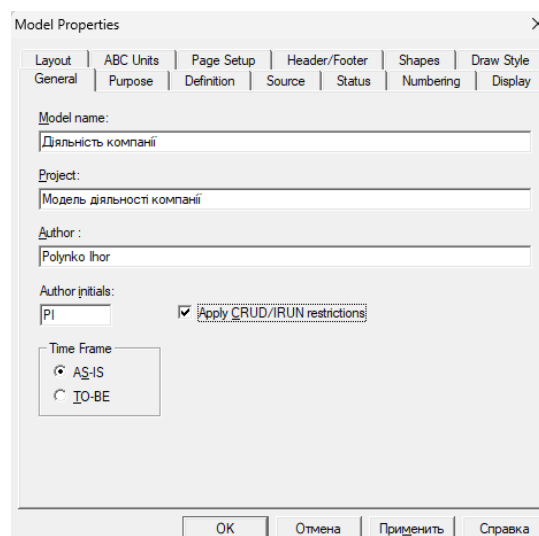 Model Properties
Layout ABC Units Page Setup Header/Footer Shapes Draw Style
General Purpose Definition Source Status Numbering Display
Model name:
Діяльність компанії
Project:
Модель діяльності компанії
Author :
Polynko Ihor
Author initials:
PI Apply CRUD/IRUN restrictions
Time Frame
AS-IS
TO-BE
OK Отмена Применить Справка